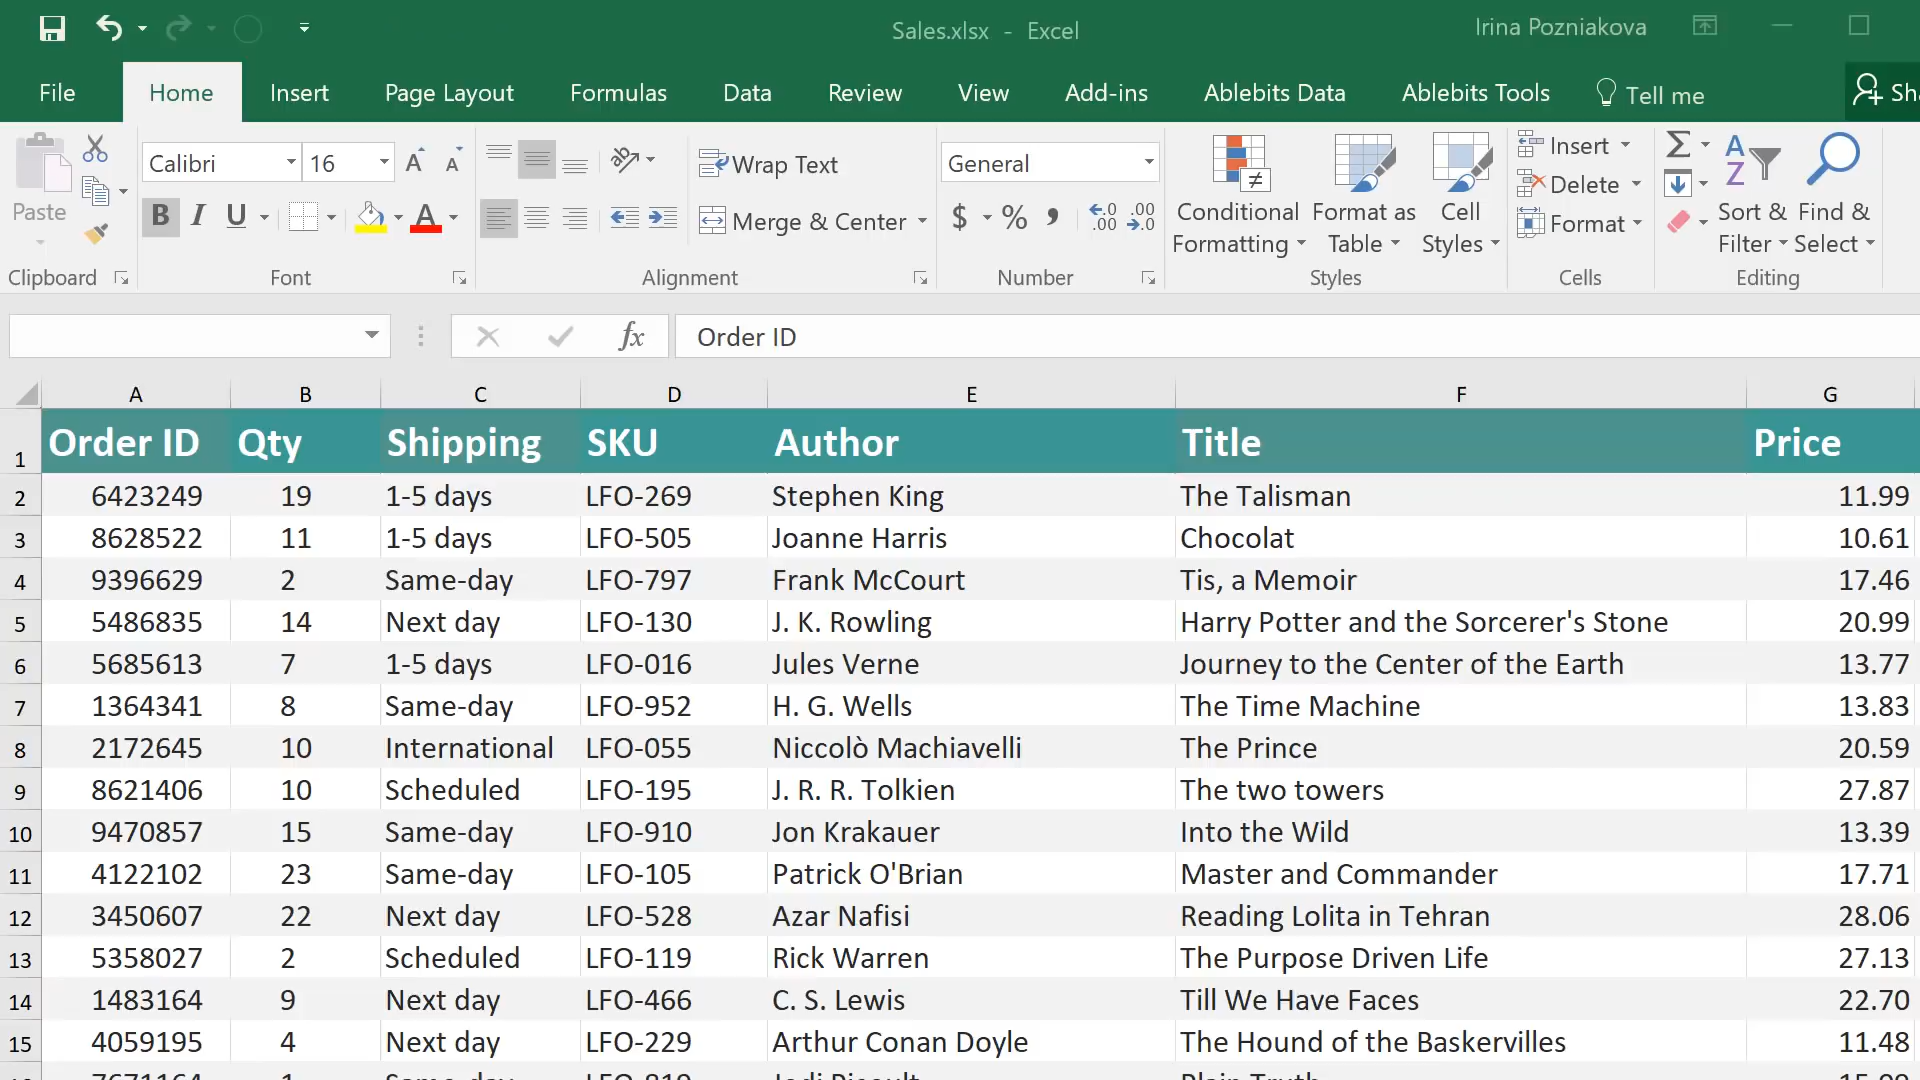 Sales.xlsx - Excel
Irina Pozniakova
File Home Insert Page Layout Formulas Data Review View Add-ins Ablebits Data Ablebits Tools Tell me
Calibri 16 Wrap Text General Insert
Paste B I U A Merge & Center $ % Conditional Formatting Format as Table Cell Styles Delete Format Sort & Filter Find & Select
Clipboard Font Alignment Number Styles Cells Editing
fx Order ID
A B C D E F G
1 Order ID Qty Shipping SKU Author Title Price
2 6423249 19 1-5 days LFO-269 Stephen King The Talisman 11.99
3 8628522 11 1-5 days LFO-505 Joanne Harris Chocolat 10.61
4 9396629 2 Same-day LFO-797 Frank McCourt Tis, a Memoir 17.46
5 5486835 14 Next day LFO-130 J. K. Rowling Harry Potter and the Sorcerer's Stone 20.99
6 5685613 7 1-5 days LFO-016 Jules Verne Journey to the Center of the Earth 13.77
7 1364341 8 Same-day LFO-952 H. G. Wells The Time Machine 13.83
8 2172645 10 International LFO-055 Niccolò Machiavelli The Prince 20.59
9 8621406 10 Scheduled LFO-195 J. R. R. Tolkien The two towers 27.87
10 9470857 15 Same-day LFO-910 Jon Krakauer Into the Wild 13.39
11 4122102 23 Same-day LFO-105 Patrick O'Brian Master and Commander 17.71
12 3450607 22 Next day LFO-528 Azar Nafisi Reading Lolita in Tehran 28.06
13 5358027 2 Scheduled LFO-119 Rick Warren The Purpose Driven Life 27.13
14 1483164 9 Next day LFO-466 C. S. Lewis Till We Have Faces 22.70
15 4059195 4 Next day LFO-229 Arthur Conan Doyle The Hound of the Baskervilles 11.48